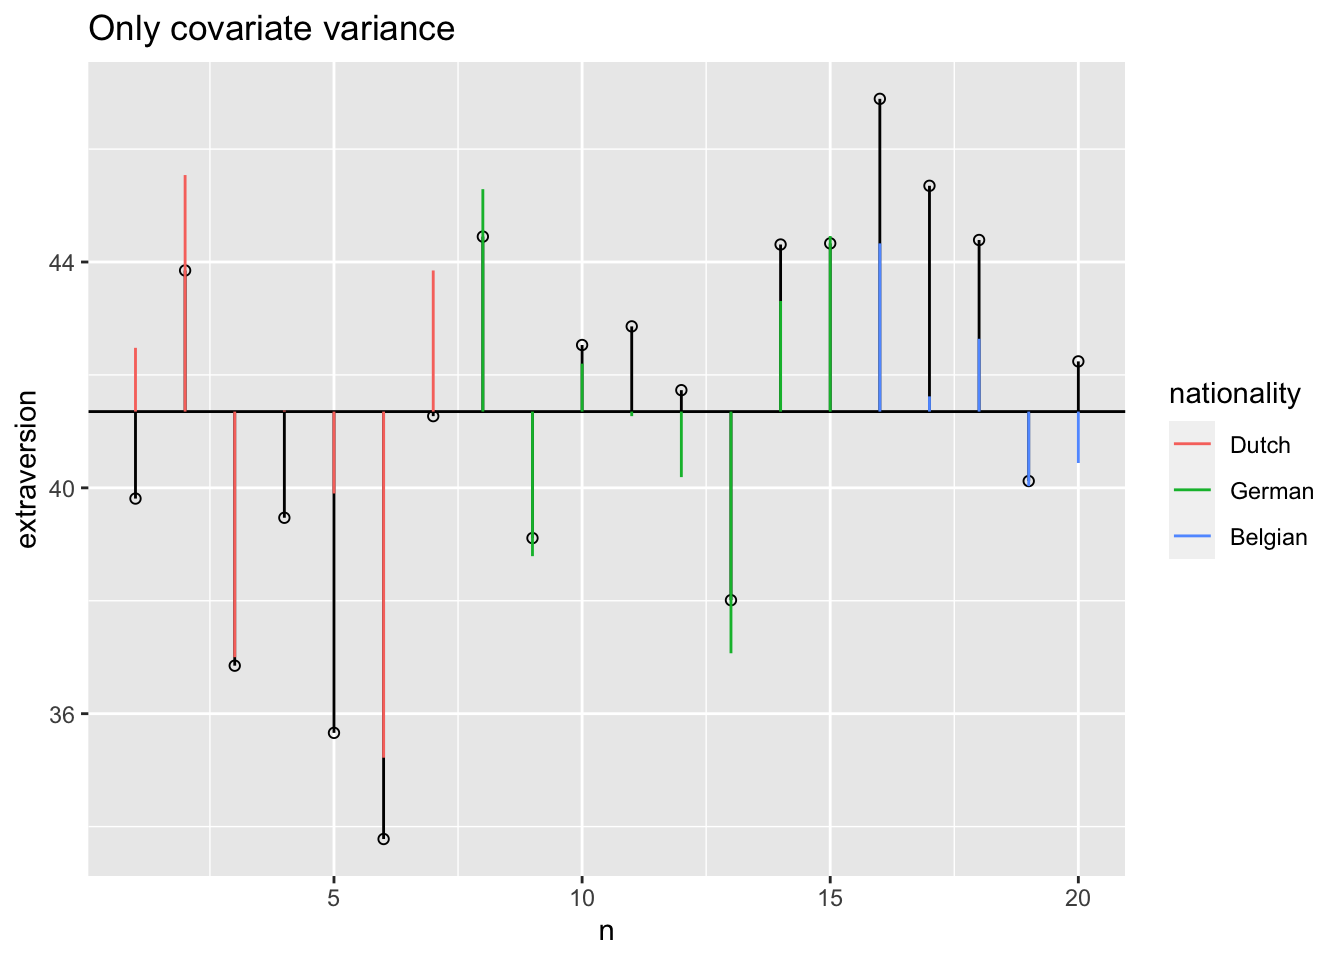 Only covariate variance
extraversion
44
40
36
5
10
15
20
n
nationality
Dutch
German
Belgian